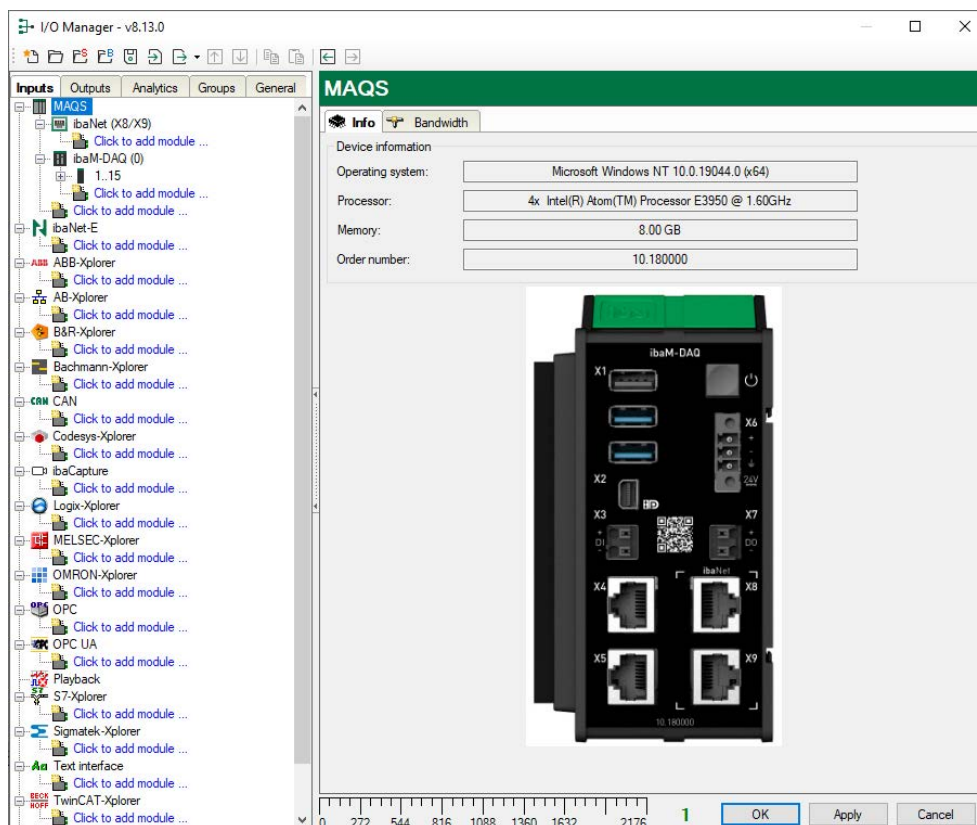 I/O Manager - v8.13.0
Inputs Outputs Analytics Groups General
MAQS
ibaNet (X8/X9)
Click to add module ...
ibaM-DAQ (0)
1..15
Click to add module ...
Click to add module ...
ibaNet-E
Click to add module ...
ABB ABB-Xplorer
Click to add module ...
AB-Xplorer
Click to add module ...
B&R-Xplorer
Click to add module ...
Bachmann-Xplorer
Click to add module ...
CAN CAN
Click to add module ...
Codesys-Xplorer
Click to add module ...
ibaCapture
Click to add module ...
Logix-Xplorer
Click to add module ...
MELSEC-Xplorer
Click to add module ...
OMRON-Xplorer
Click to add module ...
OPC OPC
Click to add module ...
OPC UA
Click to add module ...
Playback
S7 S7-Xplorer
Click to add module ...
Sigmatek-Xplorer
Click to add module ...
Aa Text interface
Click to add module ...
BECK HOFF TwinCAT-Xplorer
Click to add module ...
MAQS
Info Bandwidth
Device information
Operating system: Microsoft Windows NT 10.0.19044.0 (x64)
Processor: 4x Intel(R) Atom(TM) Processor E3950 @ 1.60GHz
Memory: 8.00 GB
Order number: 10.180000
ibaM-DAQ
X1
X6
+
-
24V
X2
X3
X7
+ DI -
+ DO -
ibaNet
X4
X8
X5
X9
10.180000
0 272 544 816 1088 1360 1632 2176
1
OK Apply Cancel